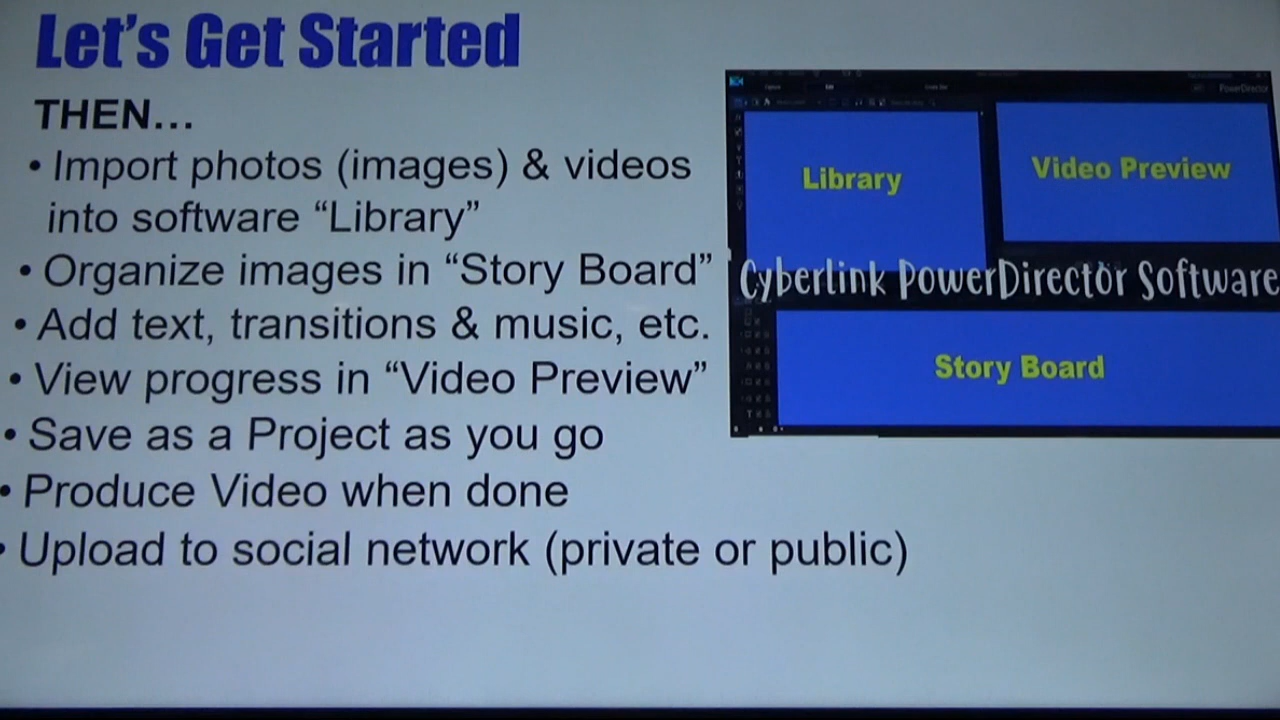 Let's Get Started
THEN…
• Import photos (images) & videos
into software “Library”
• Organize images in “Story Board”
• Add text, transitions & music, etc.
• View progress in “Video Preview”
• Save as a Project as you go
• Produce Video when done
• Upload to social network (private or public)
PowerDirector
Library
Video Preview
Cyberlink PowerDirector Software
Story Board